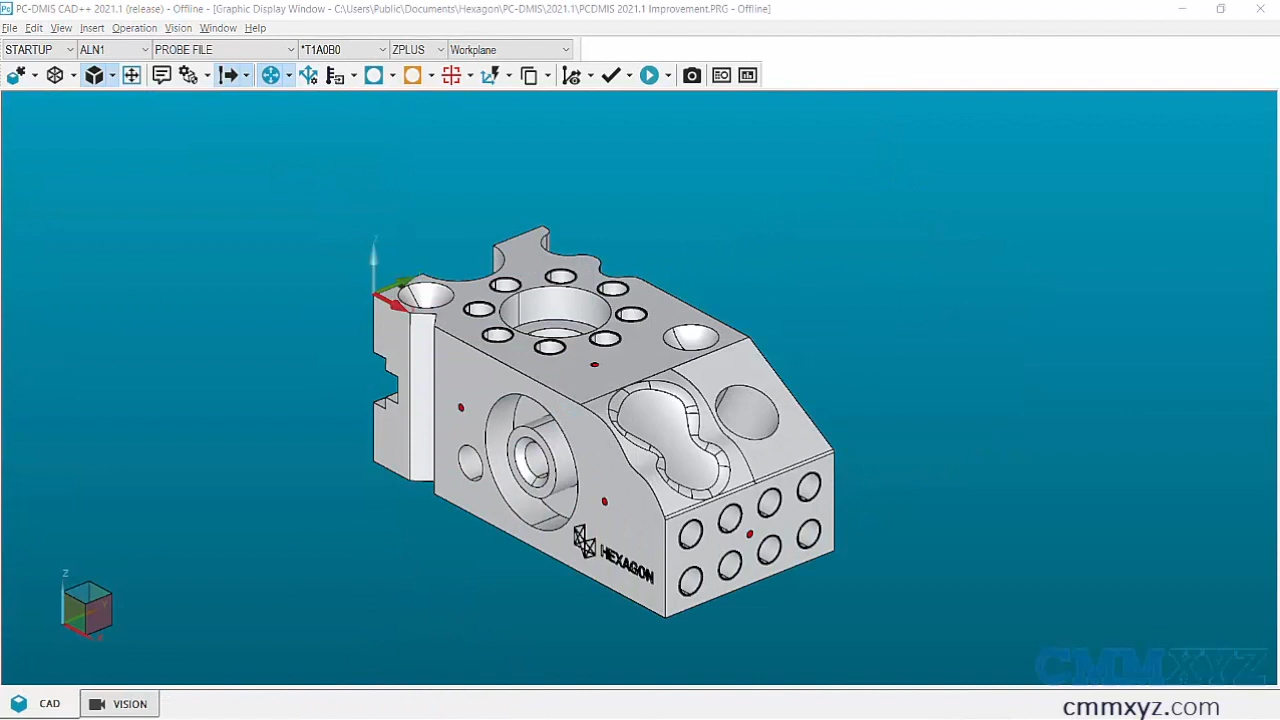 PC-DMIS CAD++ 2021.1 (release) - Offline - [Graphic Display Window - C:\Users\Public\Documents\Hexagon\PC-DMIS\2021.1\PCDMIS 2021.1 Improvement.PRG - Offline]
File Edit View Insert Operation Vision Window Help
STARTUP ALN1 PROBE FILE *T1A0B0 ZPLUS Workplane
Z
HEXAGON
Z
Y
X
CMMXYZ
CAD VISION
cmmxyz.com